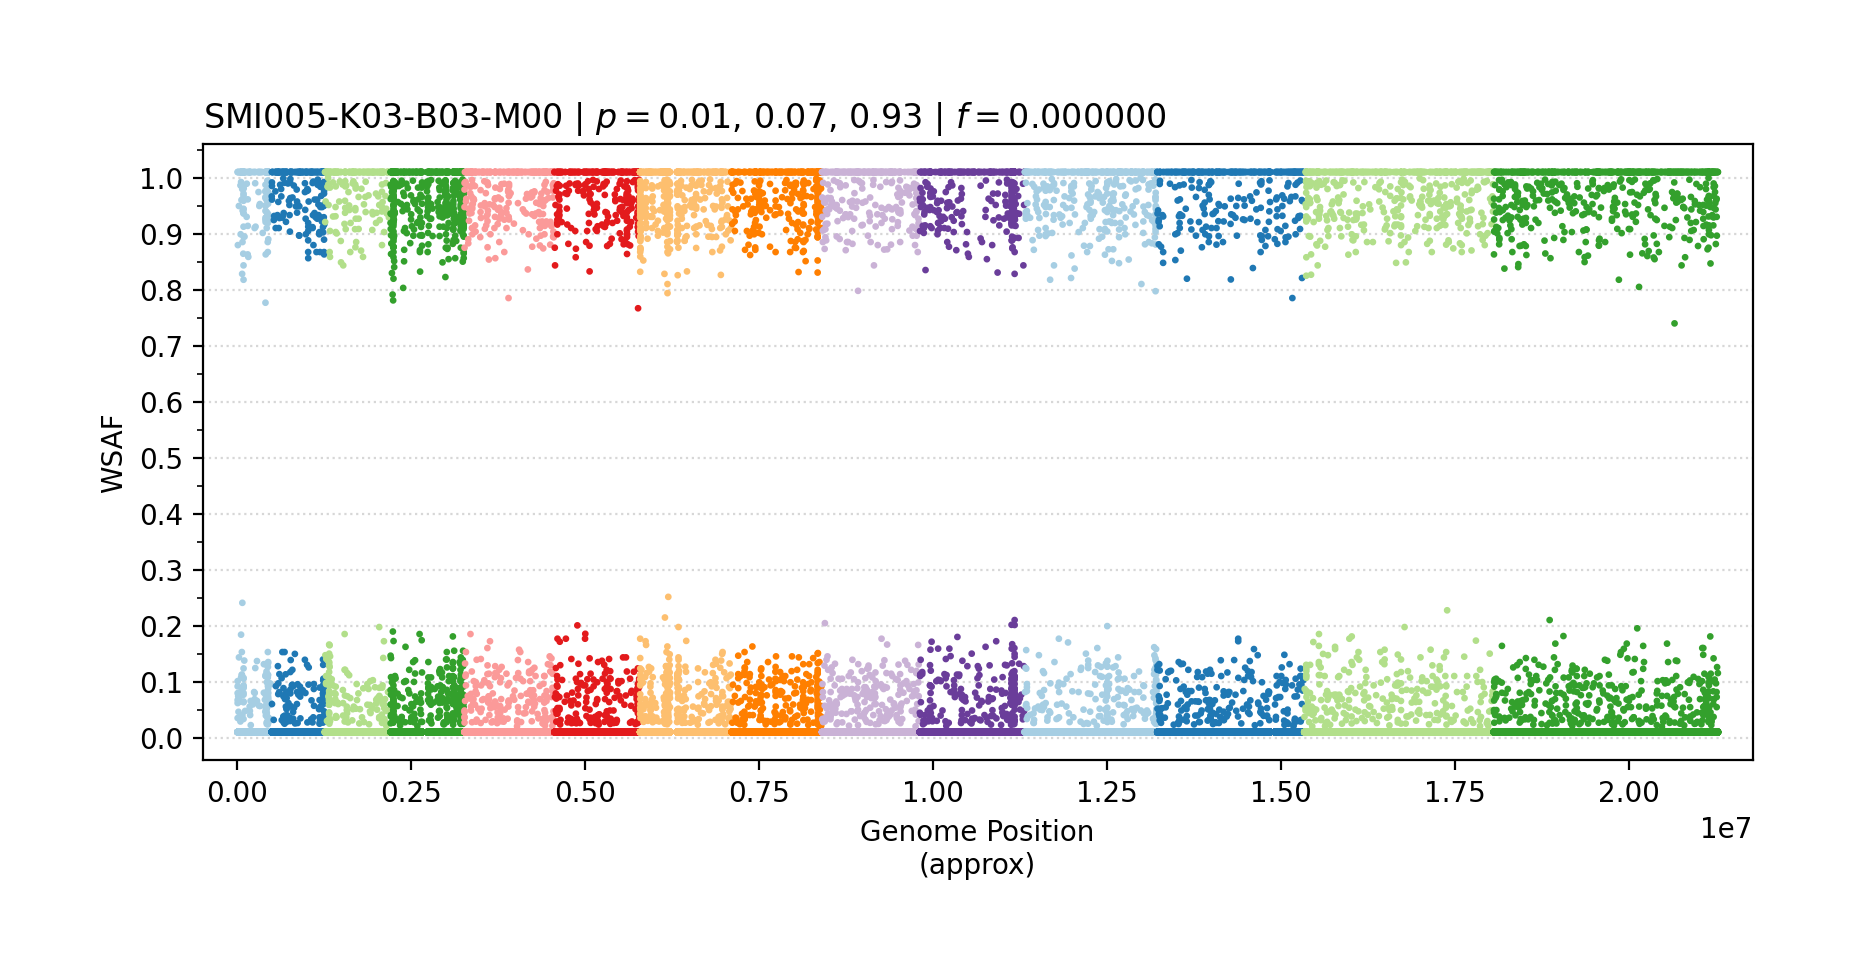 SMI005-K03-B03-M00 | p = 0.01, 0.07, 0.93 | f = 0.000000
1.0
0.9
0.8
0.7
0.6
0.5
0.4
0.3
0.2
0.1
0.0
WSAF
0.00 0.25 0.50 0.75 1.00 1.25 1.50 1.75 2.00
1e7
Genome Position
(approx)